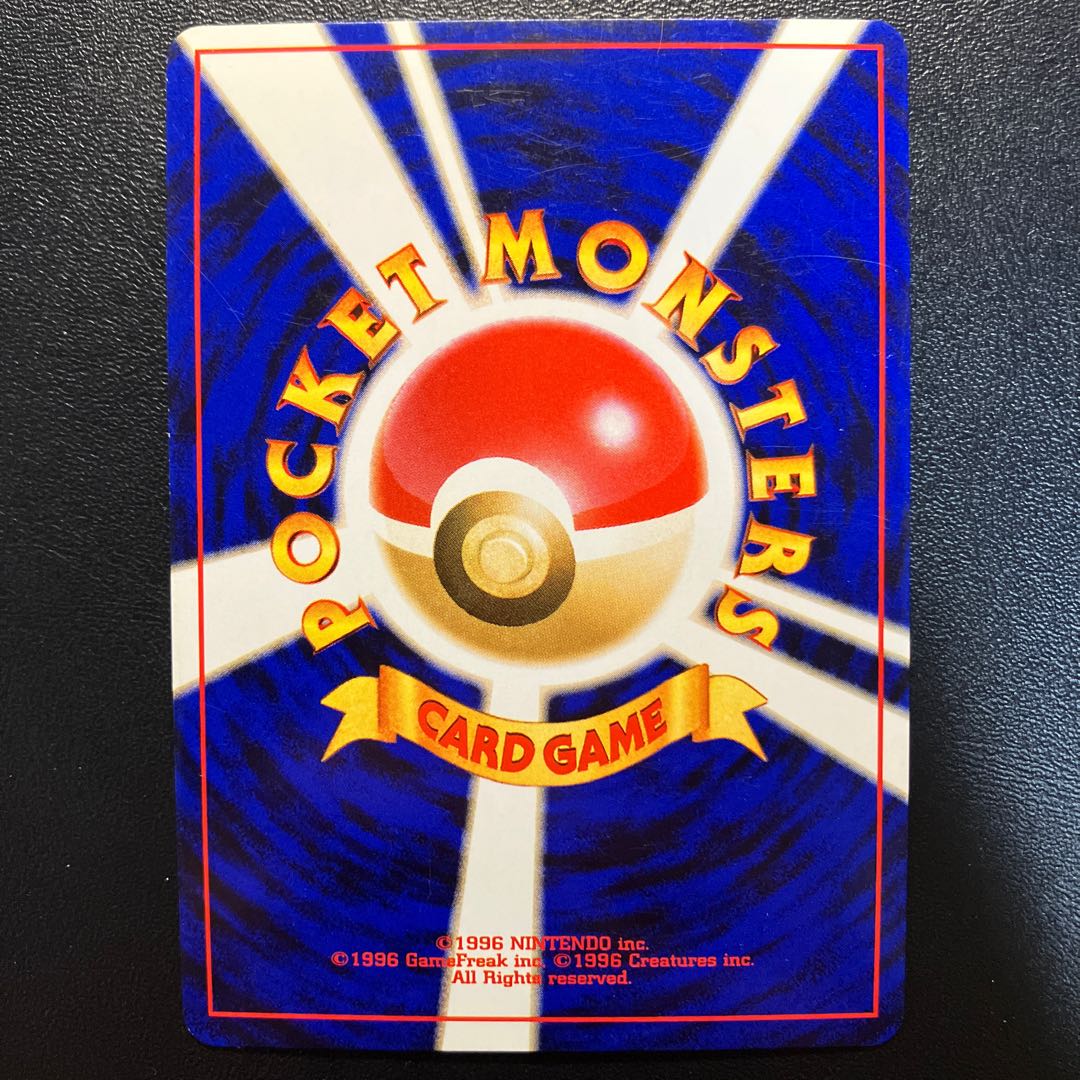 POCKET MONSTERS
CARD GAME
©1996 NINTENDO inc.
©1996 GameFreak inc. ©1996 Creatures inc.
All Rights reserved.